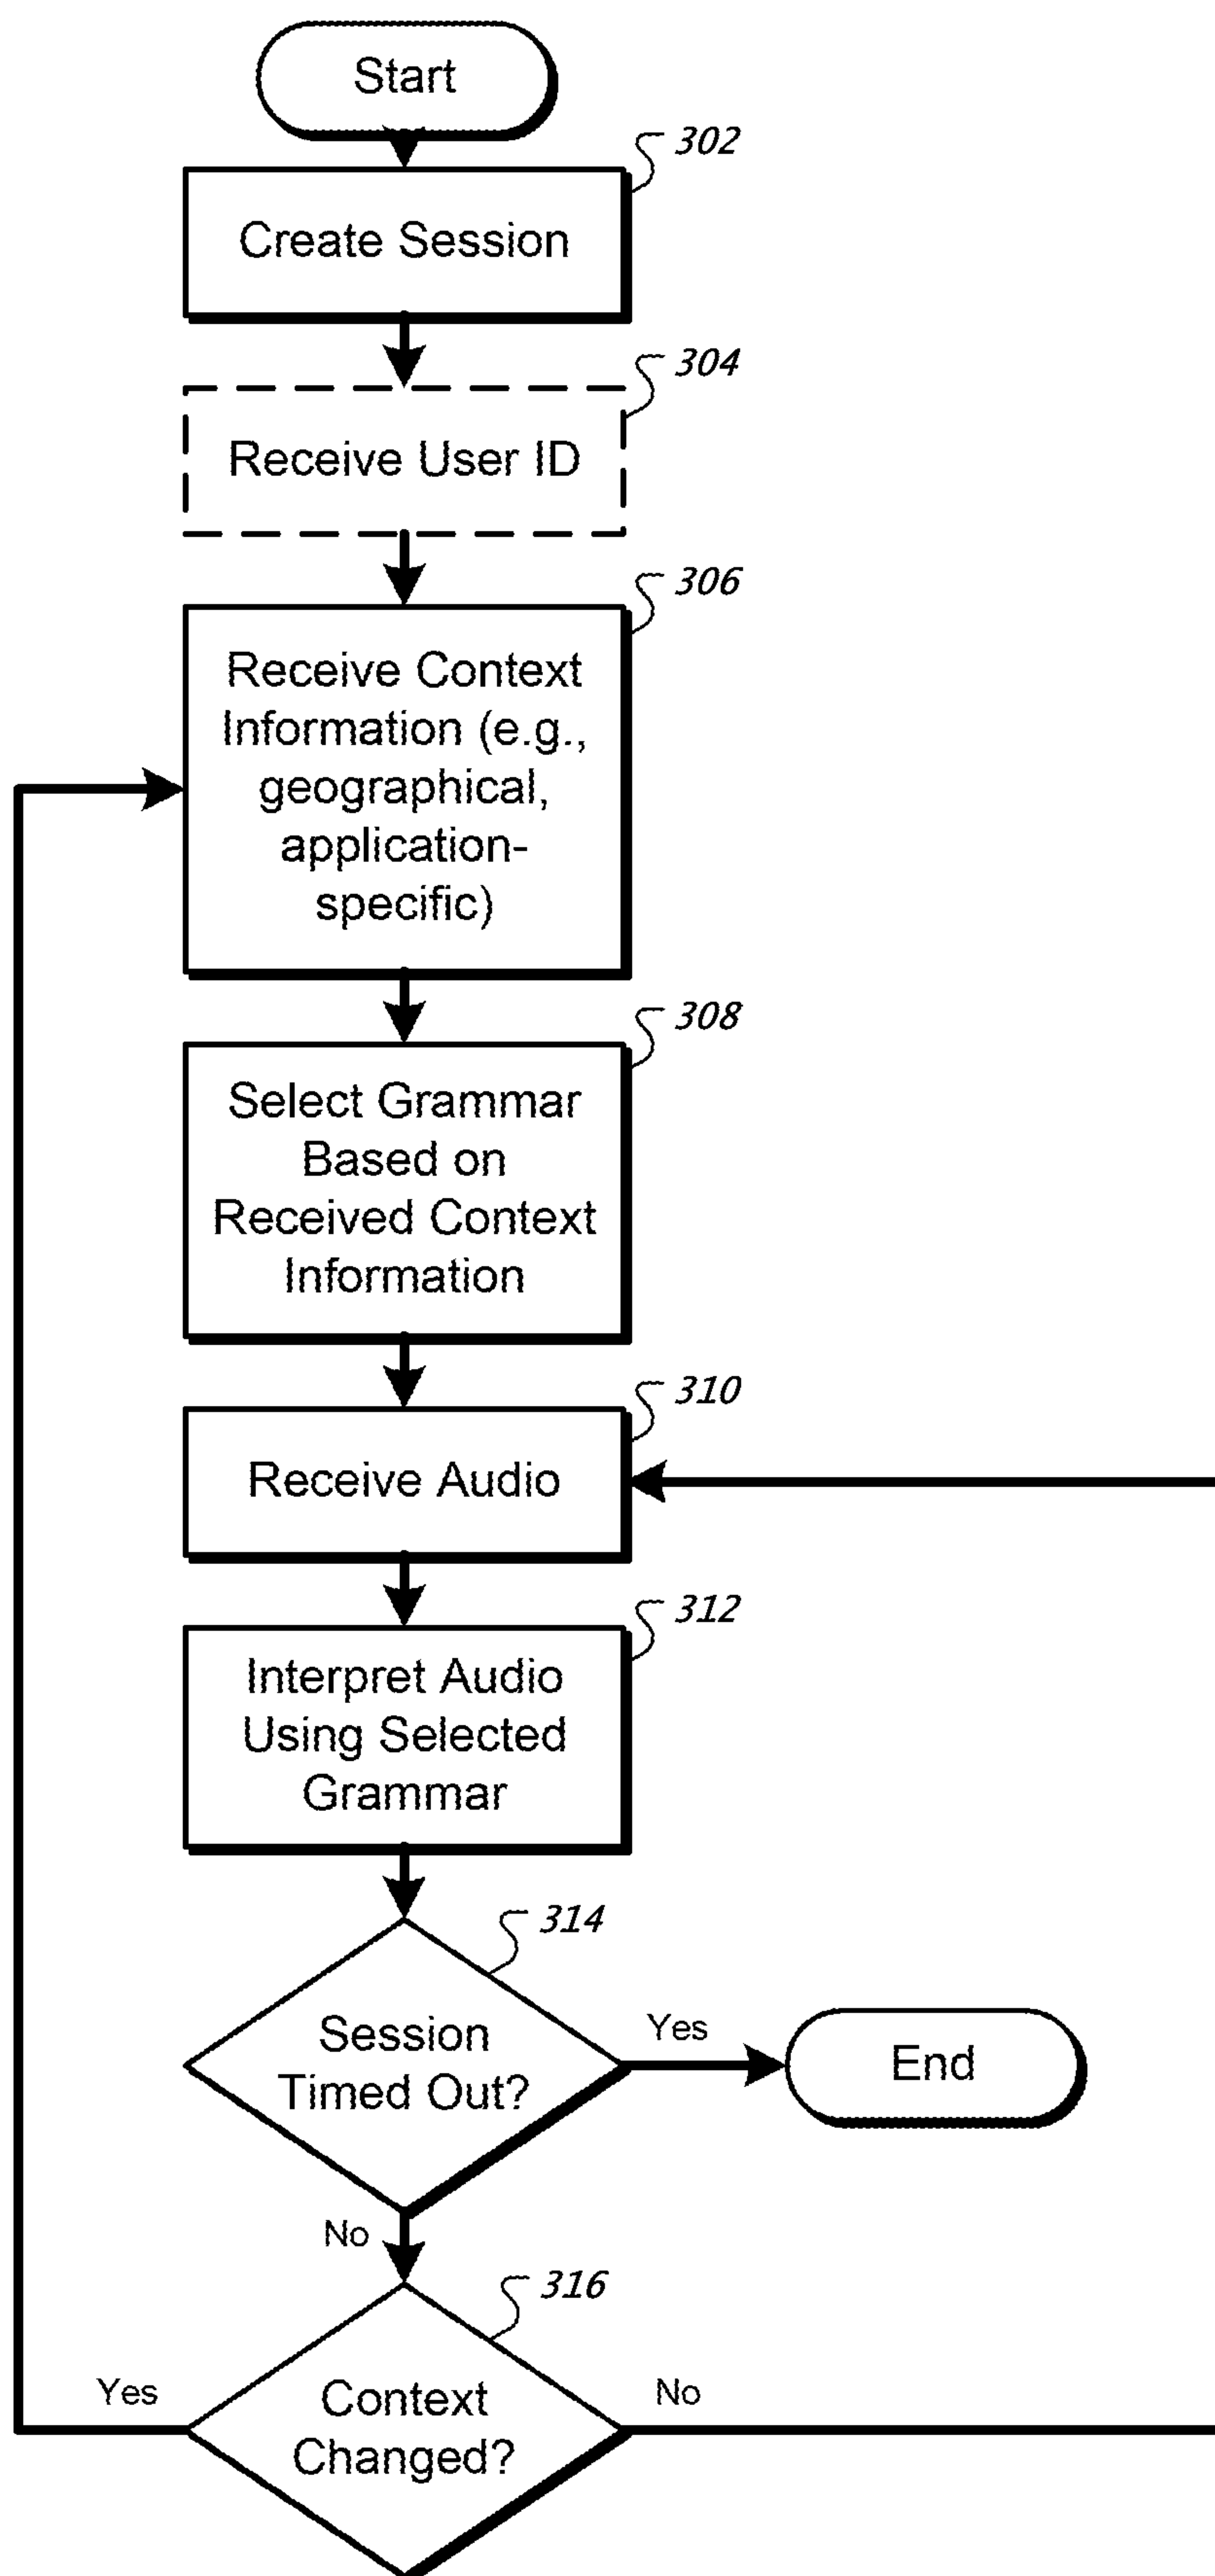 Start
302
Create Session
304
Receive User ID
306
Receive Context
Information (e.g.,
geographical,
application-
specific)
308
Select Grammar
Based on
Received Context
Information
310
Receive Audio
312
Interpret Audio
Using Selected
Grammar
314
Session
Timed Out?
Yes
End
No
316
Context
Changed?
Yes
No